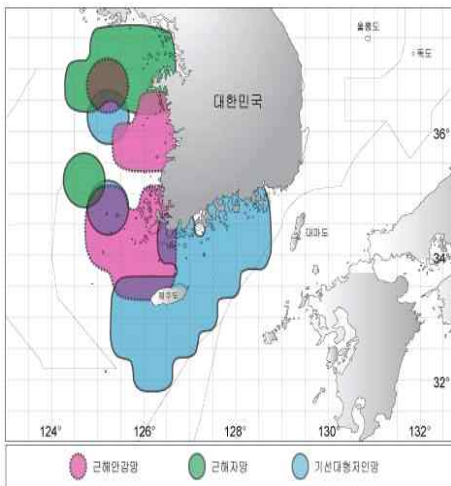 울릉도
독도
대한민국
36°
대마도
34°
제주도
32°
124° 126° 128° 130° 132°
근해안강망 근해자망 기선대형저인망